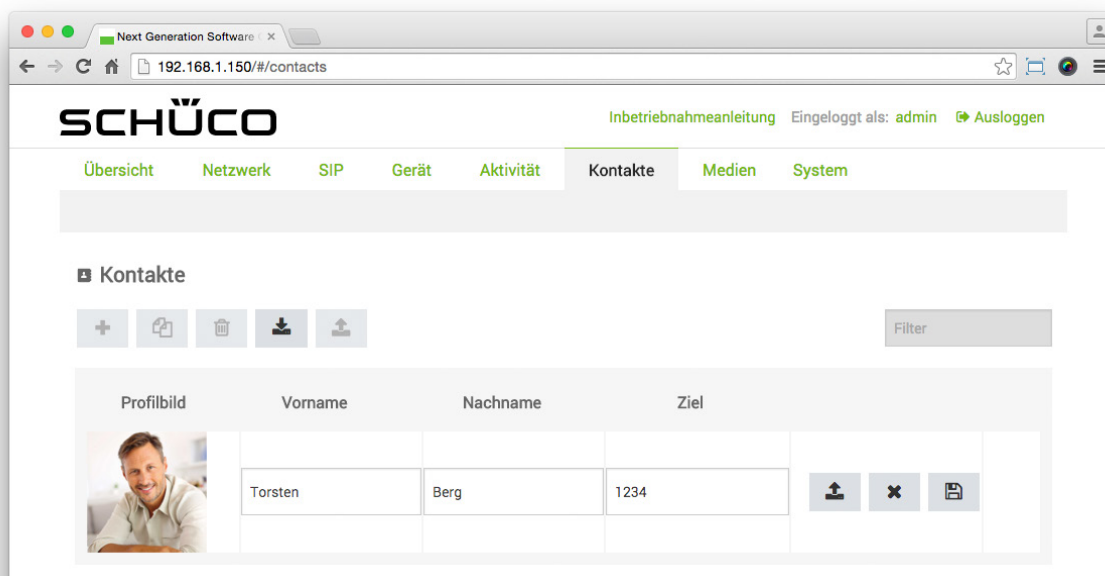 Next Generation Software
192.168.1.150/#/contacts
SCHÜCO
Inbetriebnahmeanleitung Eingeloggt als: admin Ausloggen
Übersicht Netzwerk SIP Gerät Aktivität Kontakte Medien System
Kontakte
Filter
Profilbild Vorname Nachname Ziel
Torsten Berg 1234